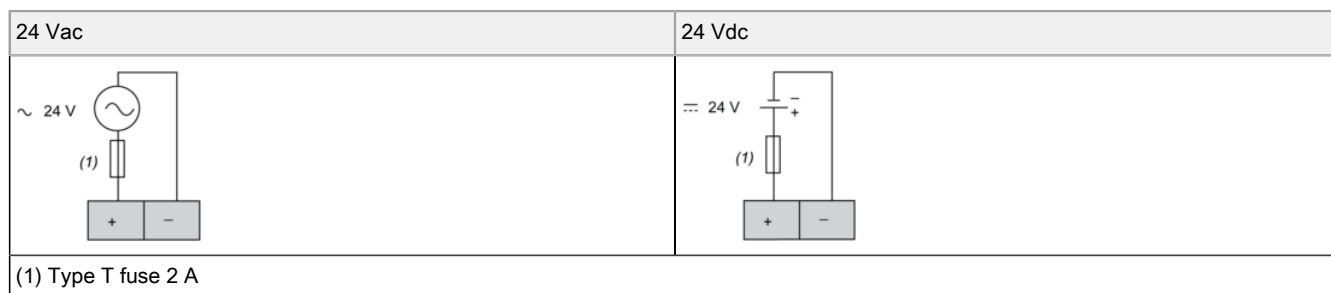 24 Vac
24 Vdc
~ 24 V
(1)
+ –
⎓ 24 V
–
+
(1)
+ –
(1) Type T fuse 2 A